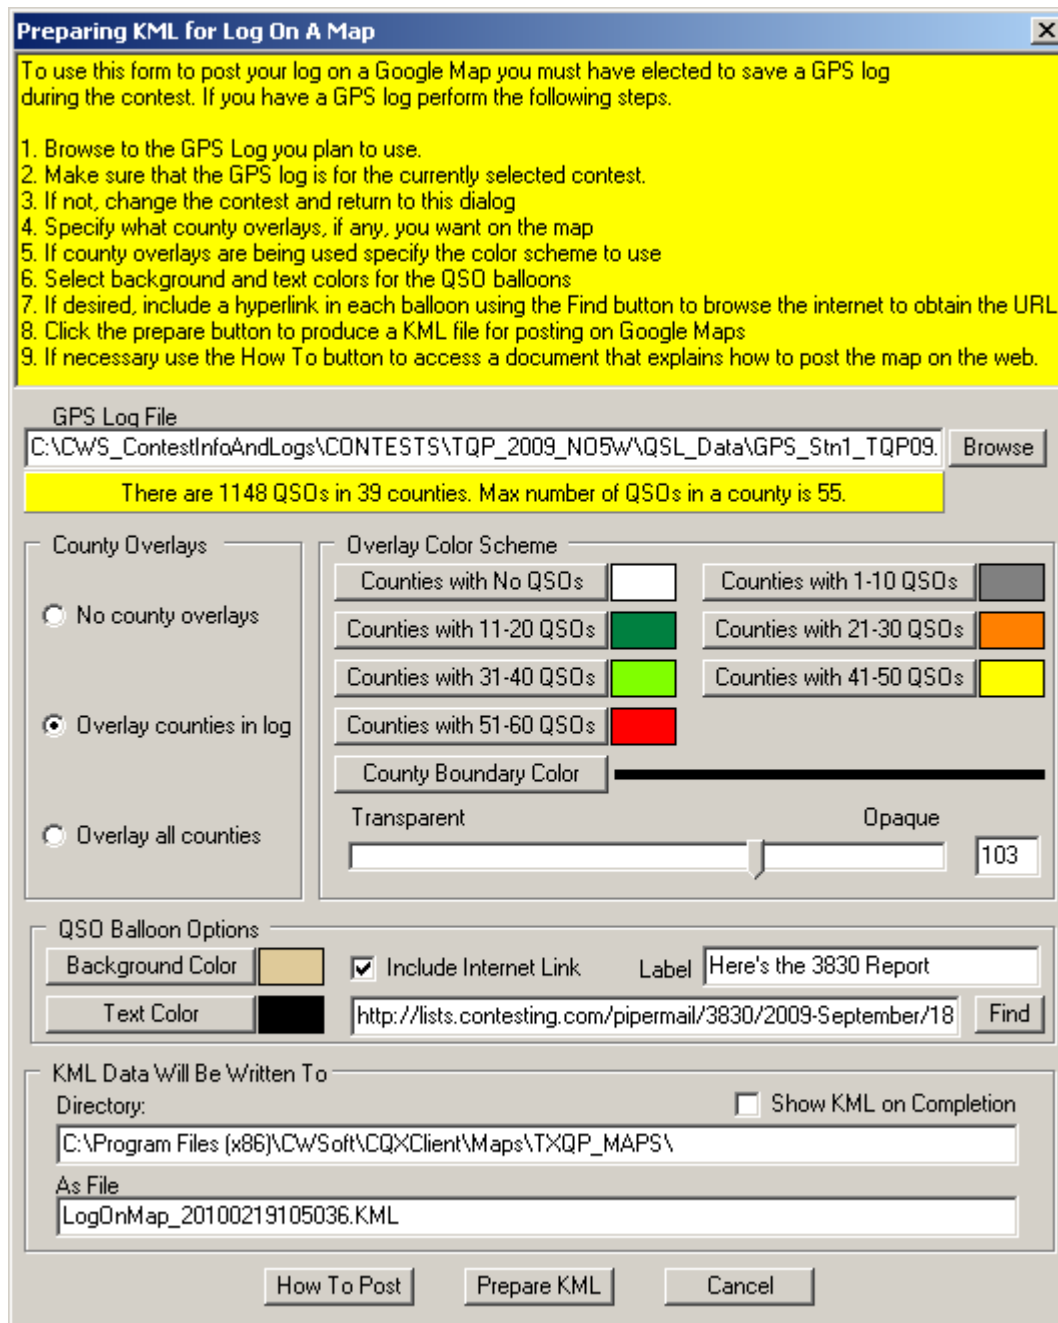 Preparing KML for Log On A Map
To use this form to post your log on a Google Map you must have elected to save a GPS log
during the contest. If you have a GPS log perform the following steps.
1. Browse to the GPS Log you plan to use.
2. Make sure that the GPS log is for the currently selected contest.
3. If not, change the contest and return to this dialog
4. Specify what county overlays, if any, you want on the map
5. If county overlays are being used specify the color scheme to use
6. Select background and text colors for the QSO balloons
7. If desired, include a hyperlink in each balloon using the Find button to browse the internet to obtain the URL
8. Click the prepare button to produce a KML file for posting on Google Maps
9. If necessary use the How To button to access a document that explains how to post the map on the web.
GPS Log File
C:\CWS_ContestInfoAndLogs\CONTESTS\TQP_2009_NO5W\QSL_Data\GPS_Stn1_TQP09. Browse
There are 1148 QSOs in 39 counties. Max number of QSOs in a county is 55.
County Overlays
No county overlays
Overlay counties in log
Overlay all counties
Overlay Color Scheme
Counties with No QSOs Counties with 1-10 QSOs
Counties with 11-20 QSOs Counties with 21-30 QSOs
Counties with 31-40 QSOs Counties with 41-50 QSOs
Counties with 51-60 QSOs
County Boundary Color
Transparent Opaque
103
QSO Balloon Options
Background Color Include Internet Link Label Here's the 3830 Report
Text Color http://lists.contesting.com/pipermail/3830/2009-September/18 Find
KML Data Will Be Written To
Directory: Show KML on Completion
C:\Program Files (x86)\CWSoft\CQXClient\Maps\TXQP_MAPS\
As File
LogOnMap_20100219105036.KML
How To Post Prepare KML Cancel